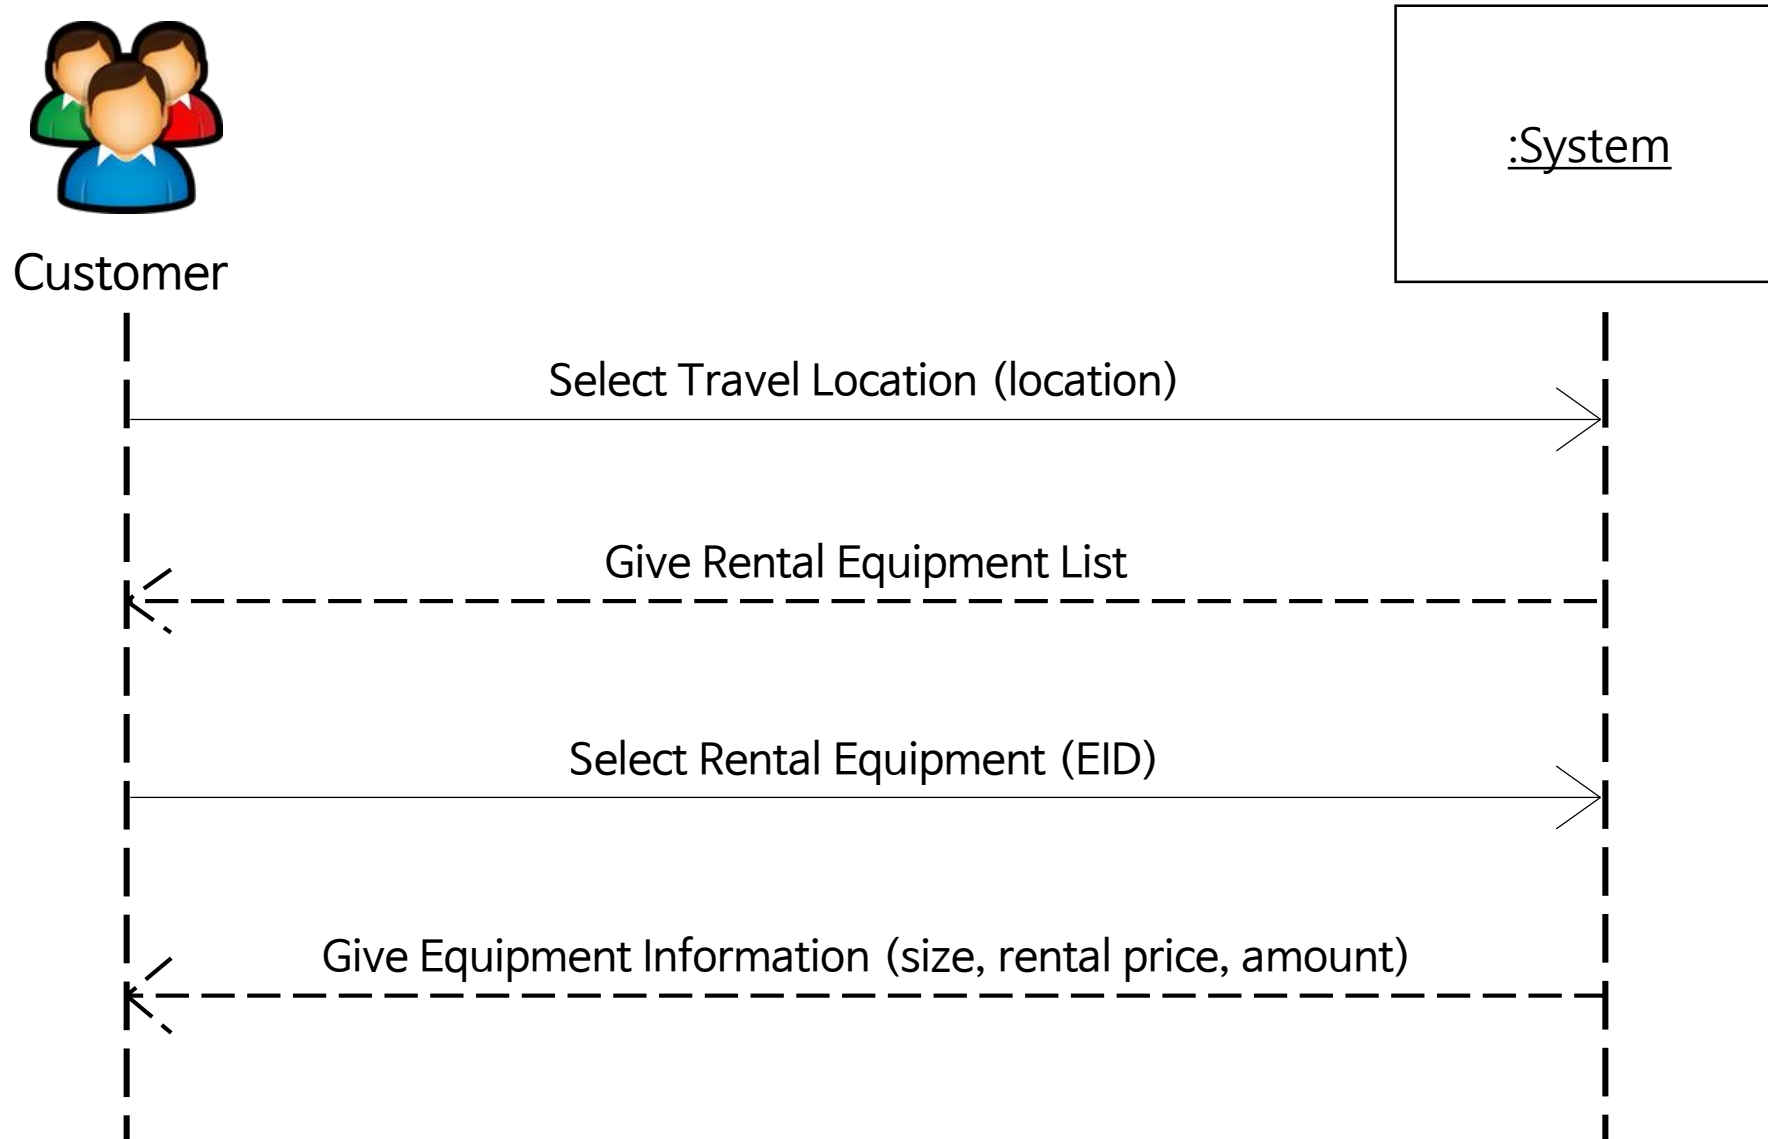 :System
Customer
Select Travel Location (location)
Give Rental Equipment List
Select Rental Equipment (EID)
Give Equipment Information (size, rental price, amount)